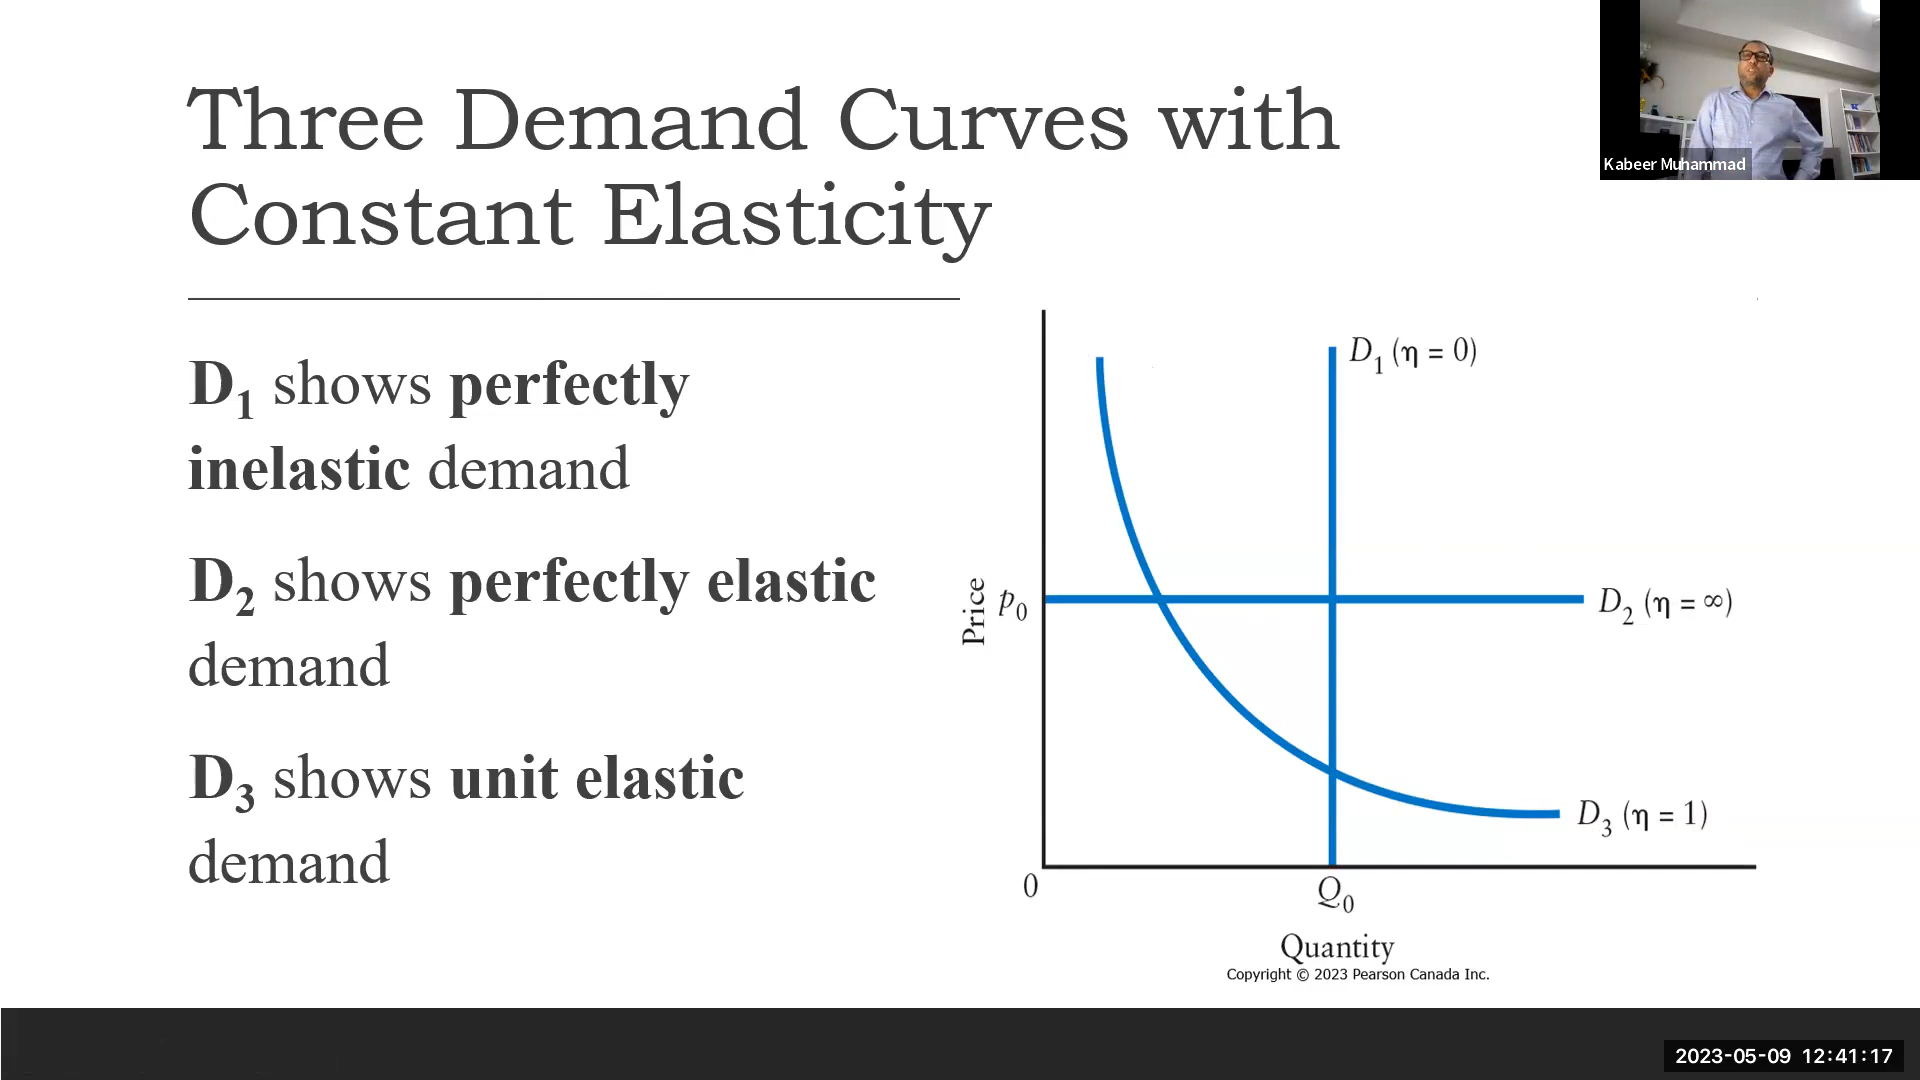 Three Demand Curves with
Constant Elasticity
Kabeer Muhammad
D₁ shows perfectly
inelastic demand
D₂ shows perfectly elastic
demand
D₃ shows unit elastic
demand
D₁ (η = 0)
Price
p₀
D₂ (η = ∞)
D₃ (η = 1)
0
Q₀
Quantity
Copyright © 2023 Pearson Canada Inc.
2023-05-09 12:41:17